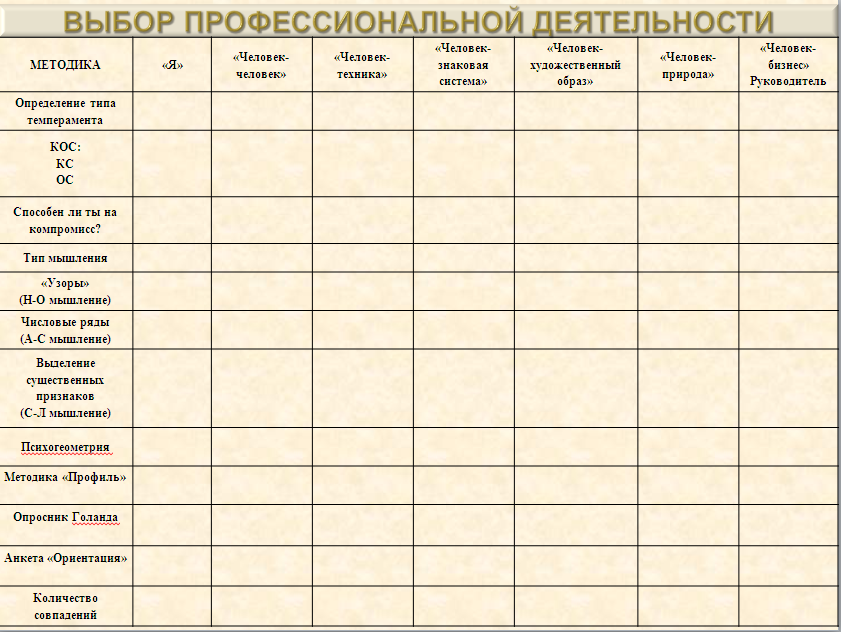 ВЫБОР ПРОФЕССИОНАЛЬНОЙ ДЕЯТЕЛЬНОСТИ
МЕТОДИКА
«Я»
«Человек-
человек»
«Человек-
техника»
«Человек-
знаковая
система»
«Человек-
художественный
образ»
«Человек-
природа»
«Человек-
бизнес»
Руководитель
Определение типа
темперамента
КОС:
КС
ОС
Способен ли ты на
компромисс?
Тип мышления
«Узоры»
(Н-О мышление)
Числовые ряды
(А-С мышление)
Выделение
существенных
признаков
(С-Л мышление)
Психогеометрия
Методика «Профиль»
Опросник Голанда
Анкета «Ориентация»
Количество
совпадений